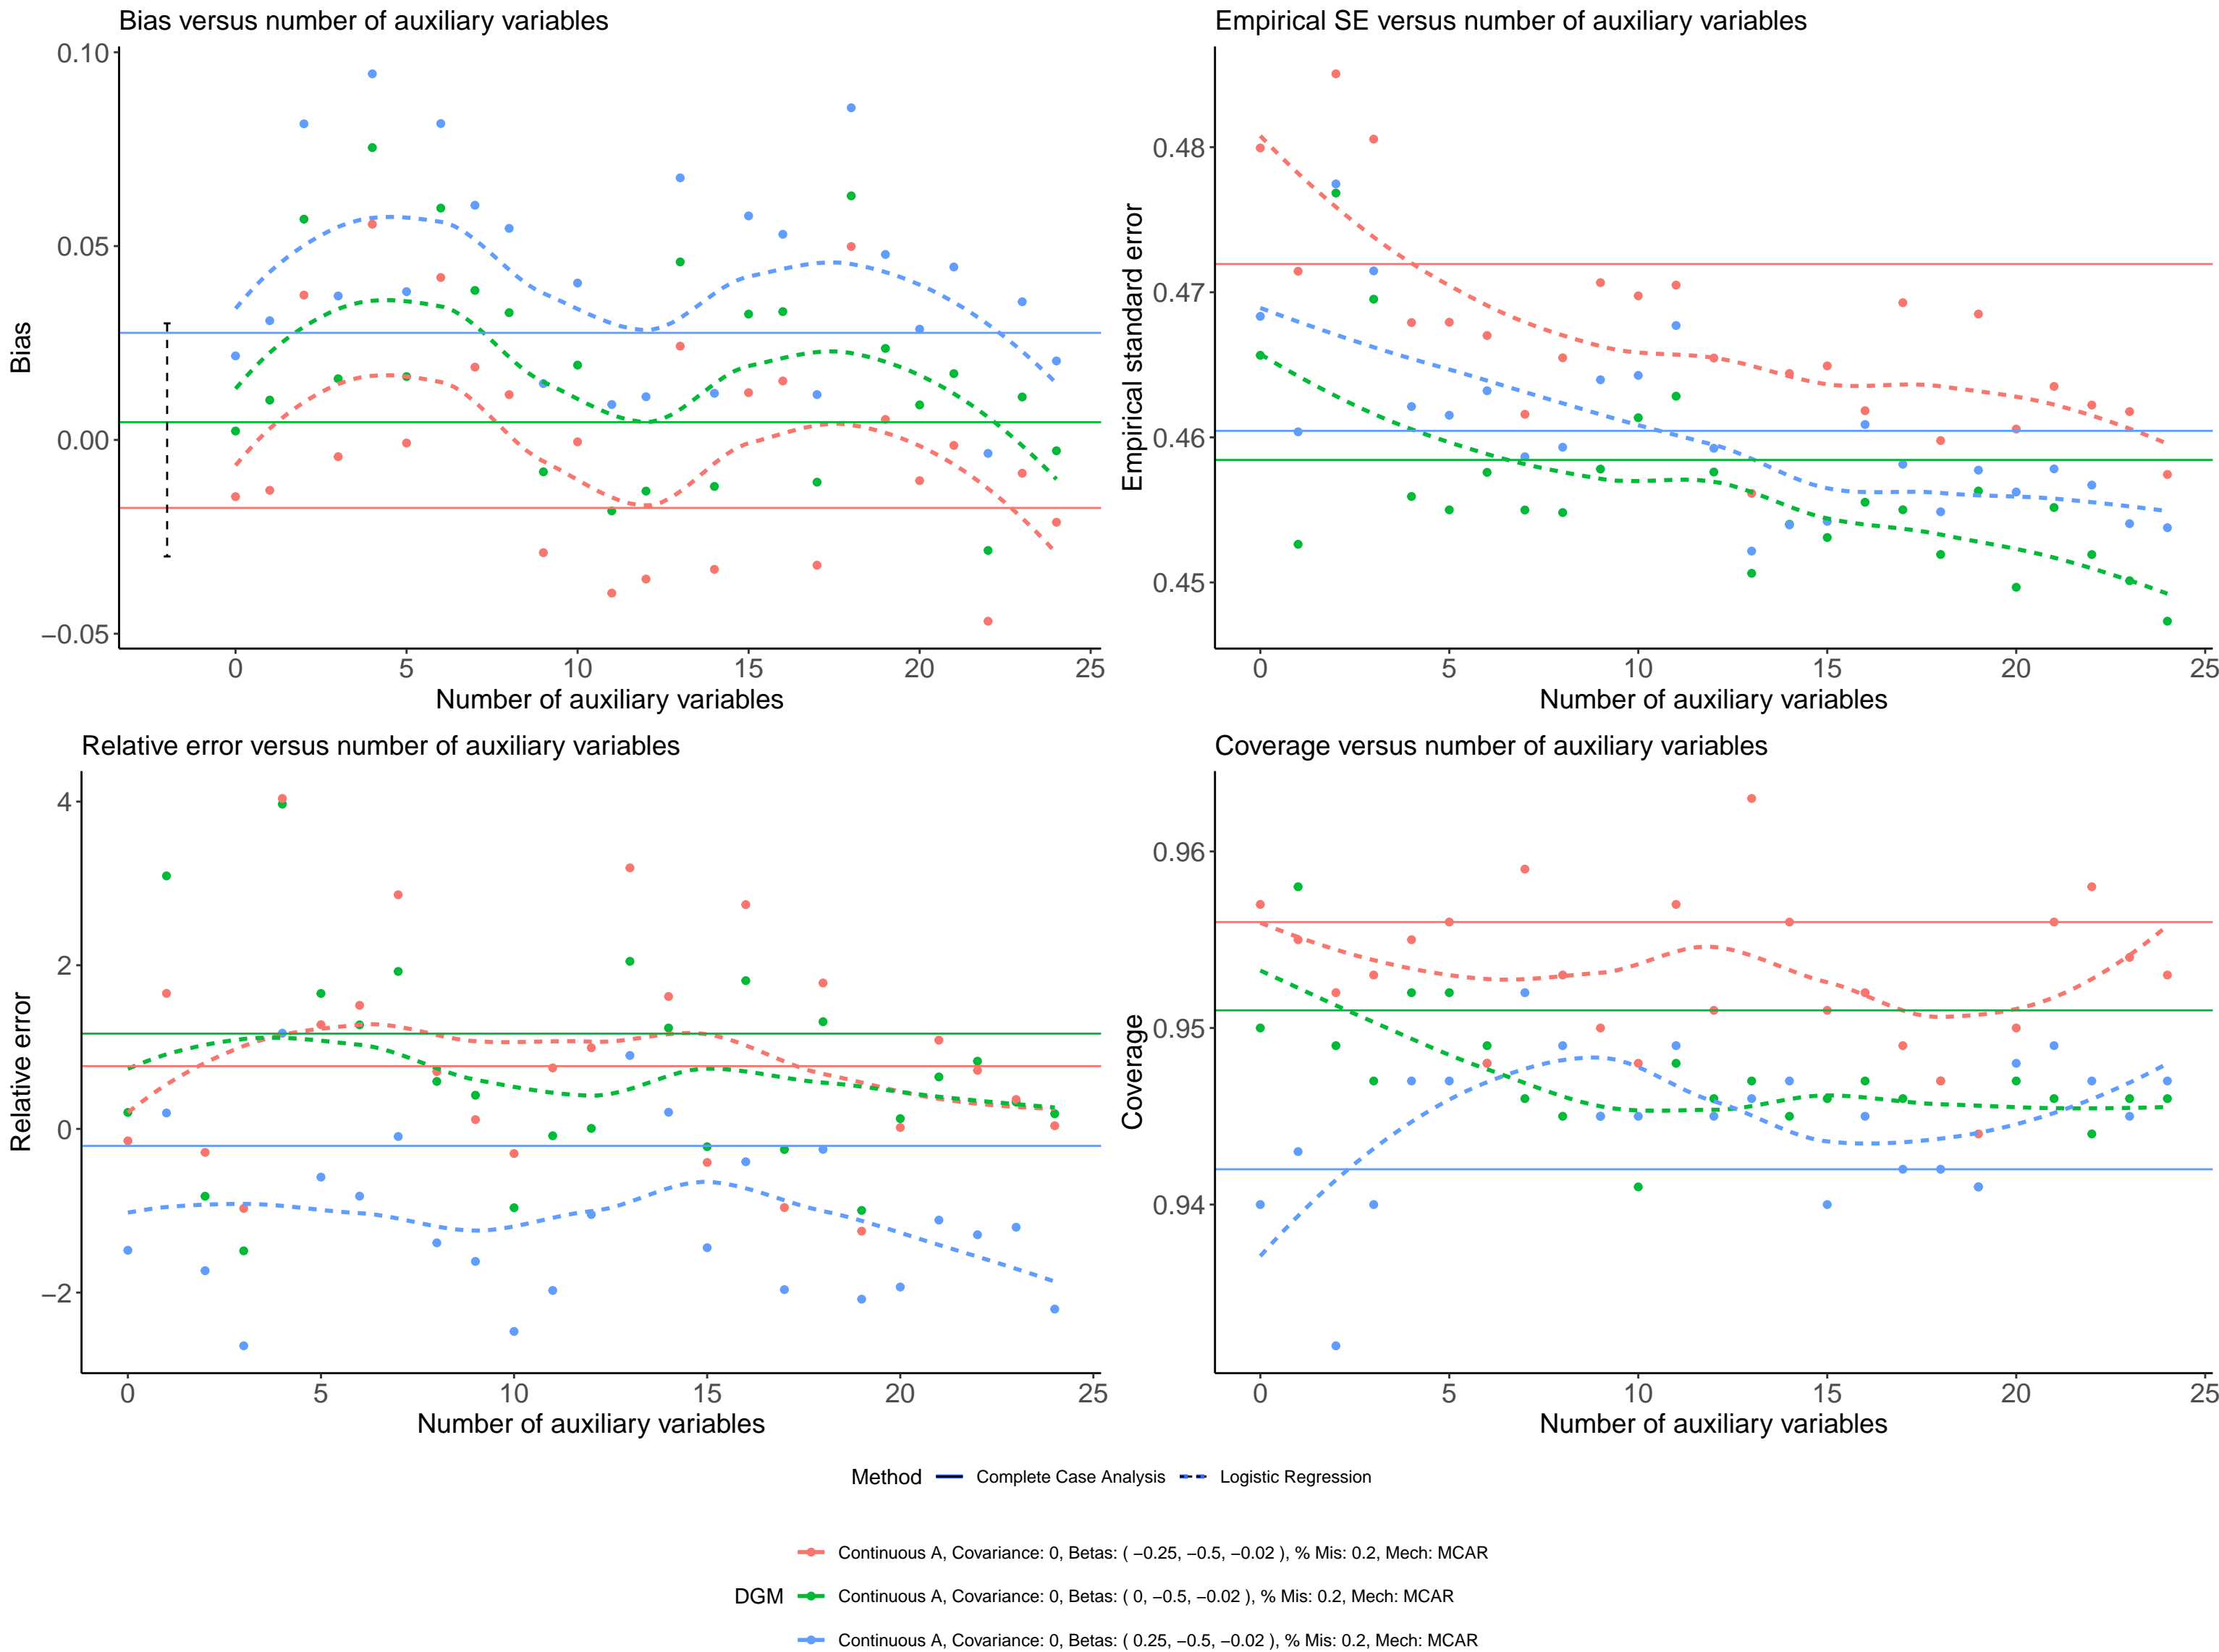 Bias versus number of auxiliary variables
0.10
0.05
0.00
−0.05
Bias
0 5 10 15 20 25
Number of auxiliary variables
Empirical SE versus number of auxiliary variables
0.48
0.47
0.46
0.45
Empirical standard error
0 5 10 15 20 25
Number of auxiliary variables
Relative error versus number of auxiliary variables
4
2
0
−2
Relative error
0 5 10 15 20 25
Number of auxiliary variables
Coverage versus number of auxiliary variables
0.96
0.95
0.94
Coverage
0 5 10 15 20 25
Number of auxiliary variables
Method Complete Case Analysis Logistic Regression
Continuous A, Covariance: 0, Betas: ( −0.25, −0.5, −0.02 ), % Mis: 0.2, Mech: MCAR
DGM Continuous A, Covariance: 0, Betas: ( 0, −0.5, −0.02 ), % Mis: 0.2, Mech: MCAR
Continuous A, Covariance: 0, Betas: ( 0.25, −0.5, −0.02 ), % Mis: 0.2, Mech: MCAR